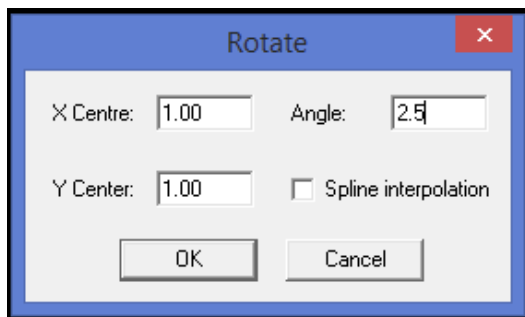 Rotate
X Centre: 1.00 Angle: 2.5
Y Center: 1.00 Spline interpolation
OK Cancel